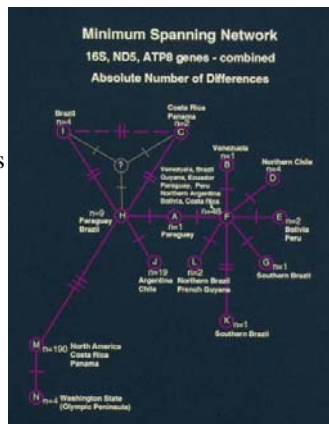 s
Minimum Spanning Network
16S, ND5, ATP8 genes - combined
Absolute Number of Differences
Brazil
n=4
I
Costa Rica
Panama
n=2
C
?
Venezuela, Brazil
Guyana, Ecuador
Paraguay, Peru
Northern Argentina
Bolivia, Costa Rica
n=46
Venezuela
n=1
B
Northern Chile
n=4
D
n=9
Paraguay
Brazil
H
A
n=1
Paraguay
F
E
n=2
Bolivia
Peru
J
n=19
Argentina
Chile
L
n=2
Northern Brazil
French Guyana
G
n=1
Southern Brazil
K
n=1
Southern Brazil
M
n=190
North America
Costa Rica
Panama
N
n=4
Washington State
(Olympic Peninsula)